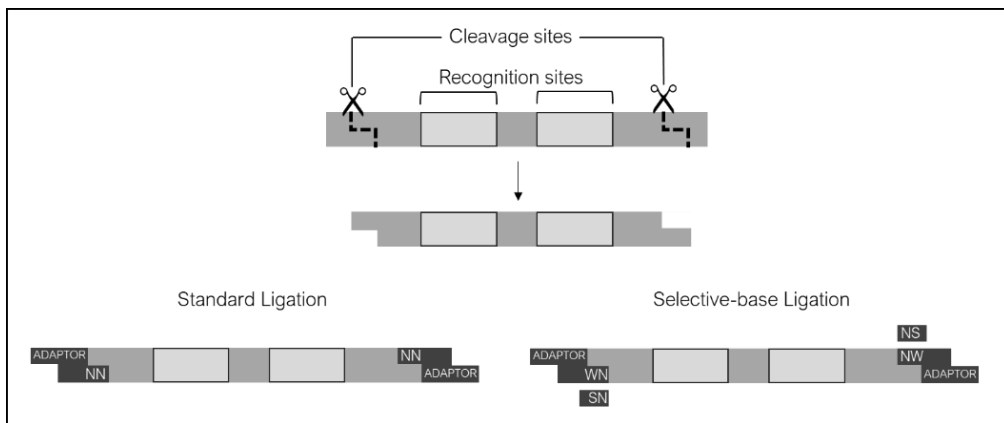 Cleavage sites
Recognition sites
Standard Ligation
Selective-base Ligation
NS
ADAPTOR
NN
ADAPTOR
NW
NN
ADAPTOR
WN
ADAPTOR
SN